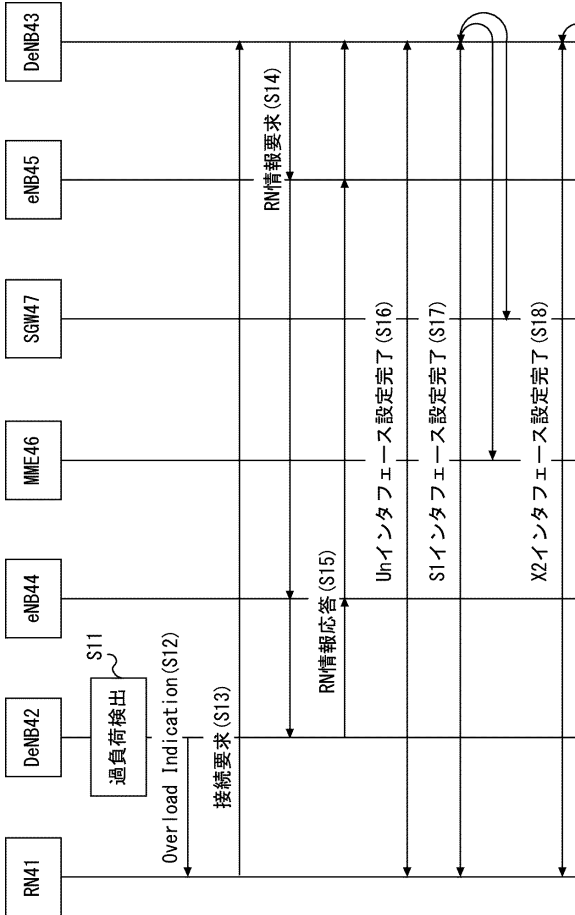 RN41
DeNB42
eNB44
MME46
SGW47
eNB45
DeNB43
過負荷検出
S11
Overload Indication(S12)
接続要求(S13)
RN情報要求(S14)
RN情報応答(S15)
Unインタフェース設定完了(S16)
S1インタフェース設定完了(S17)
X2インタフェース設定完了(S18)